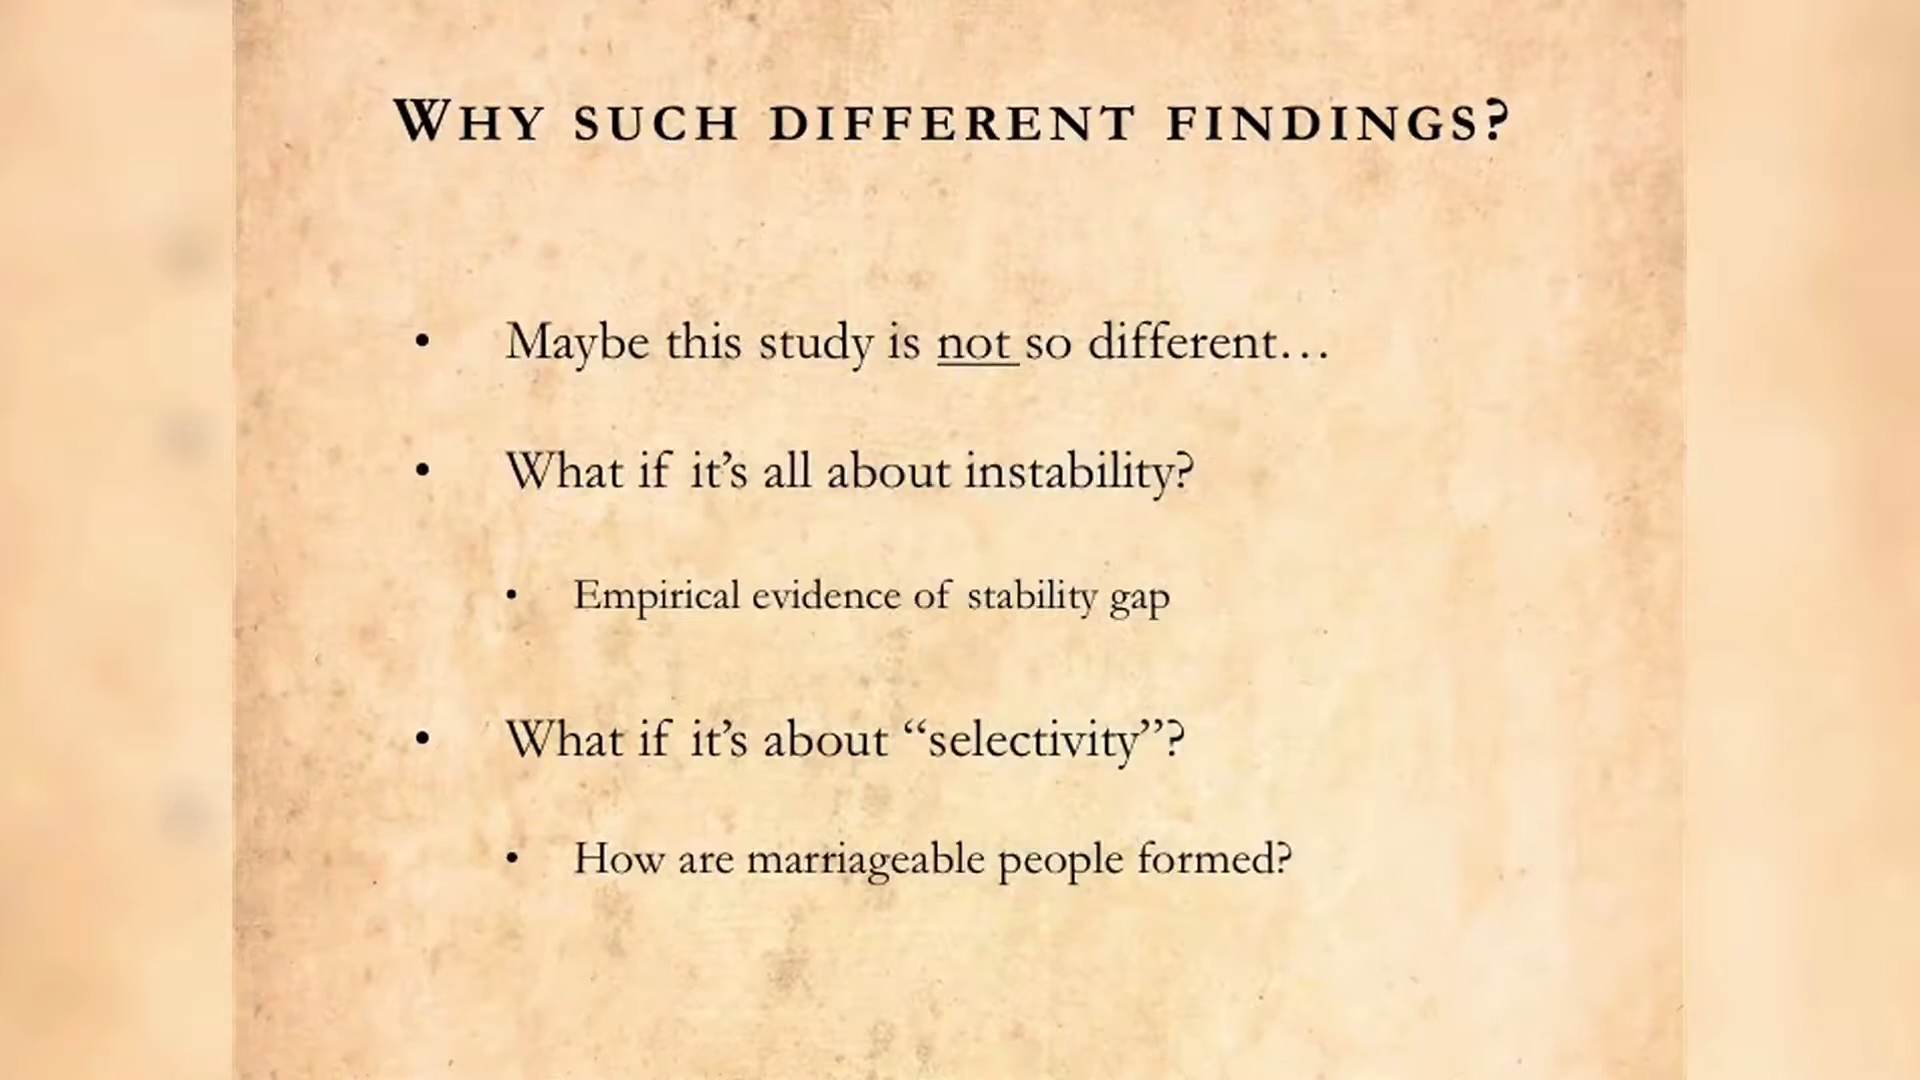 WHY SUCH DIFFERENT FINDINGS?
• Maybe this study is not so different…
• What if it’s all about instability?
• Empirical evidence of stability gap
• What if it’s about “selectivity”?
• How are marriageable people formed?